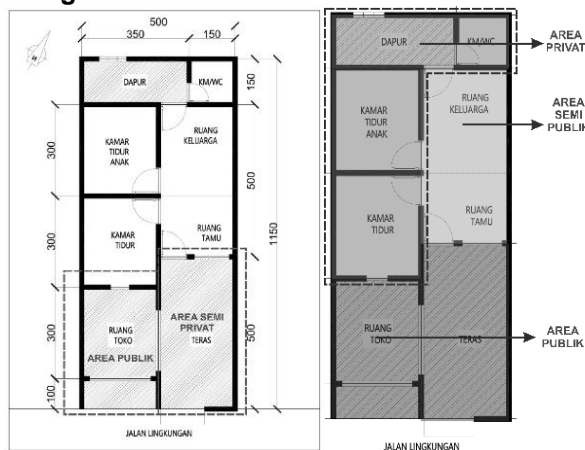 500
350
150
DAPUR
KM/WC
150
KAMAR
TIDUR
ANAK
RUANG
KELUARGA
300
500
KAMAR
TIDUR
RUANG
TAMU
300
1150
AREA SEMI
PRIVAT
RUANG
TOKO
TERAS
AREA PUBLIK
300
500
100
JALAN LINGKUNGAN
DAPUR
KM/WC
AREA
PRIVAT
RUANG
KELUARGA
AREA
SEMI
PUBLIK
KAMAR
TIDUR
ANAK
KAMAR
TIDUR
RUANG
TAMU
RUANG
TOKO
TERAS
AREA
PUBLIK
JALAN LINGKUNGAN